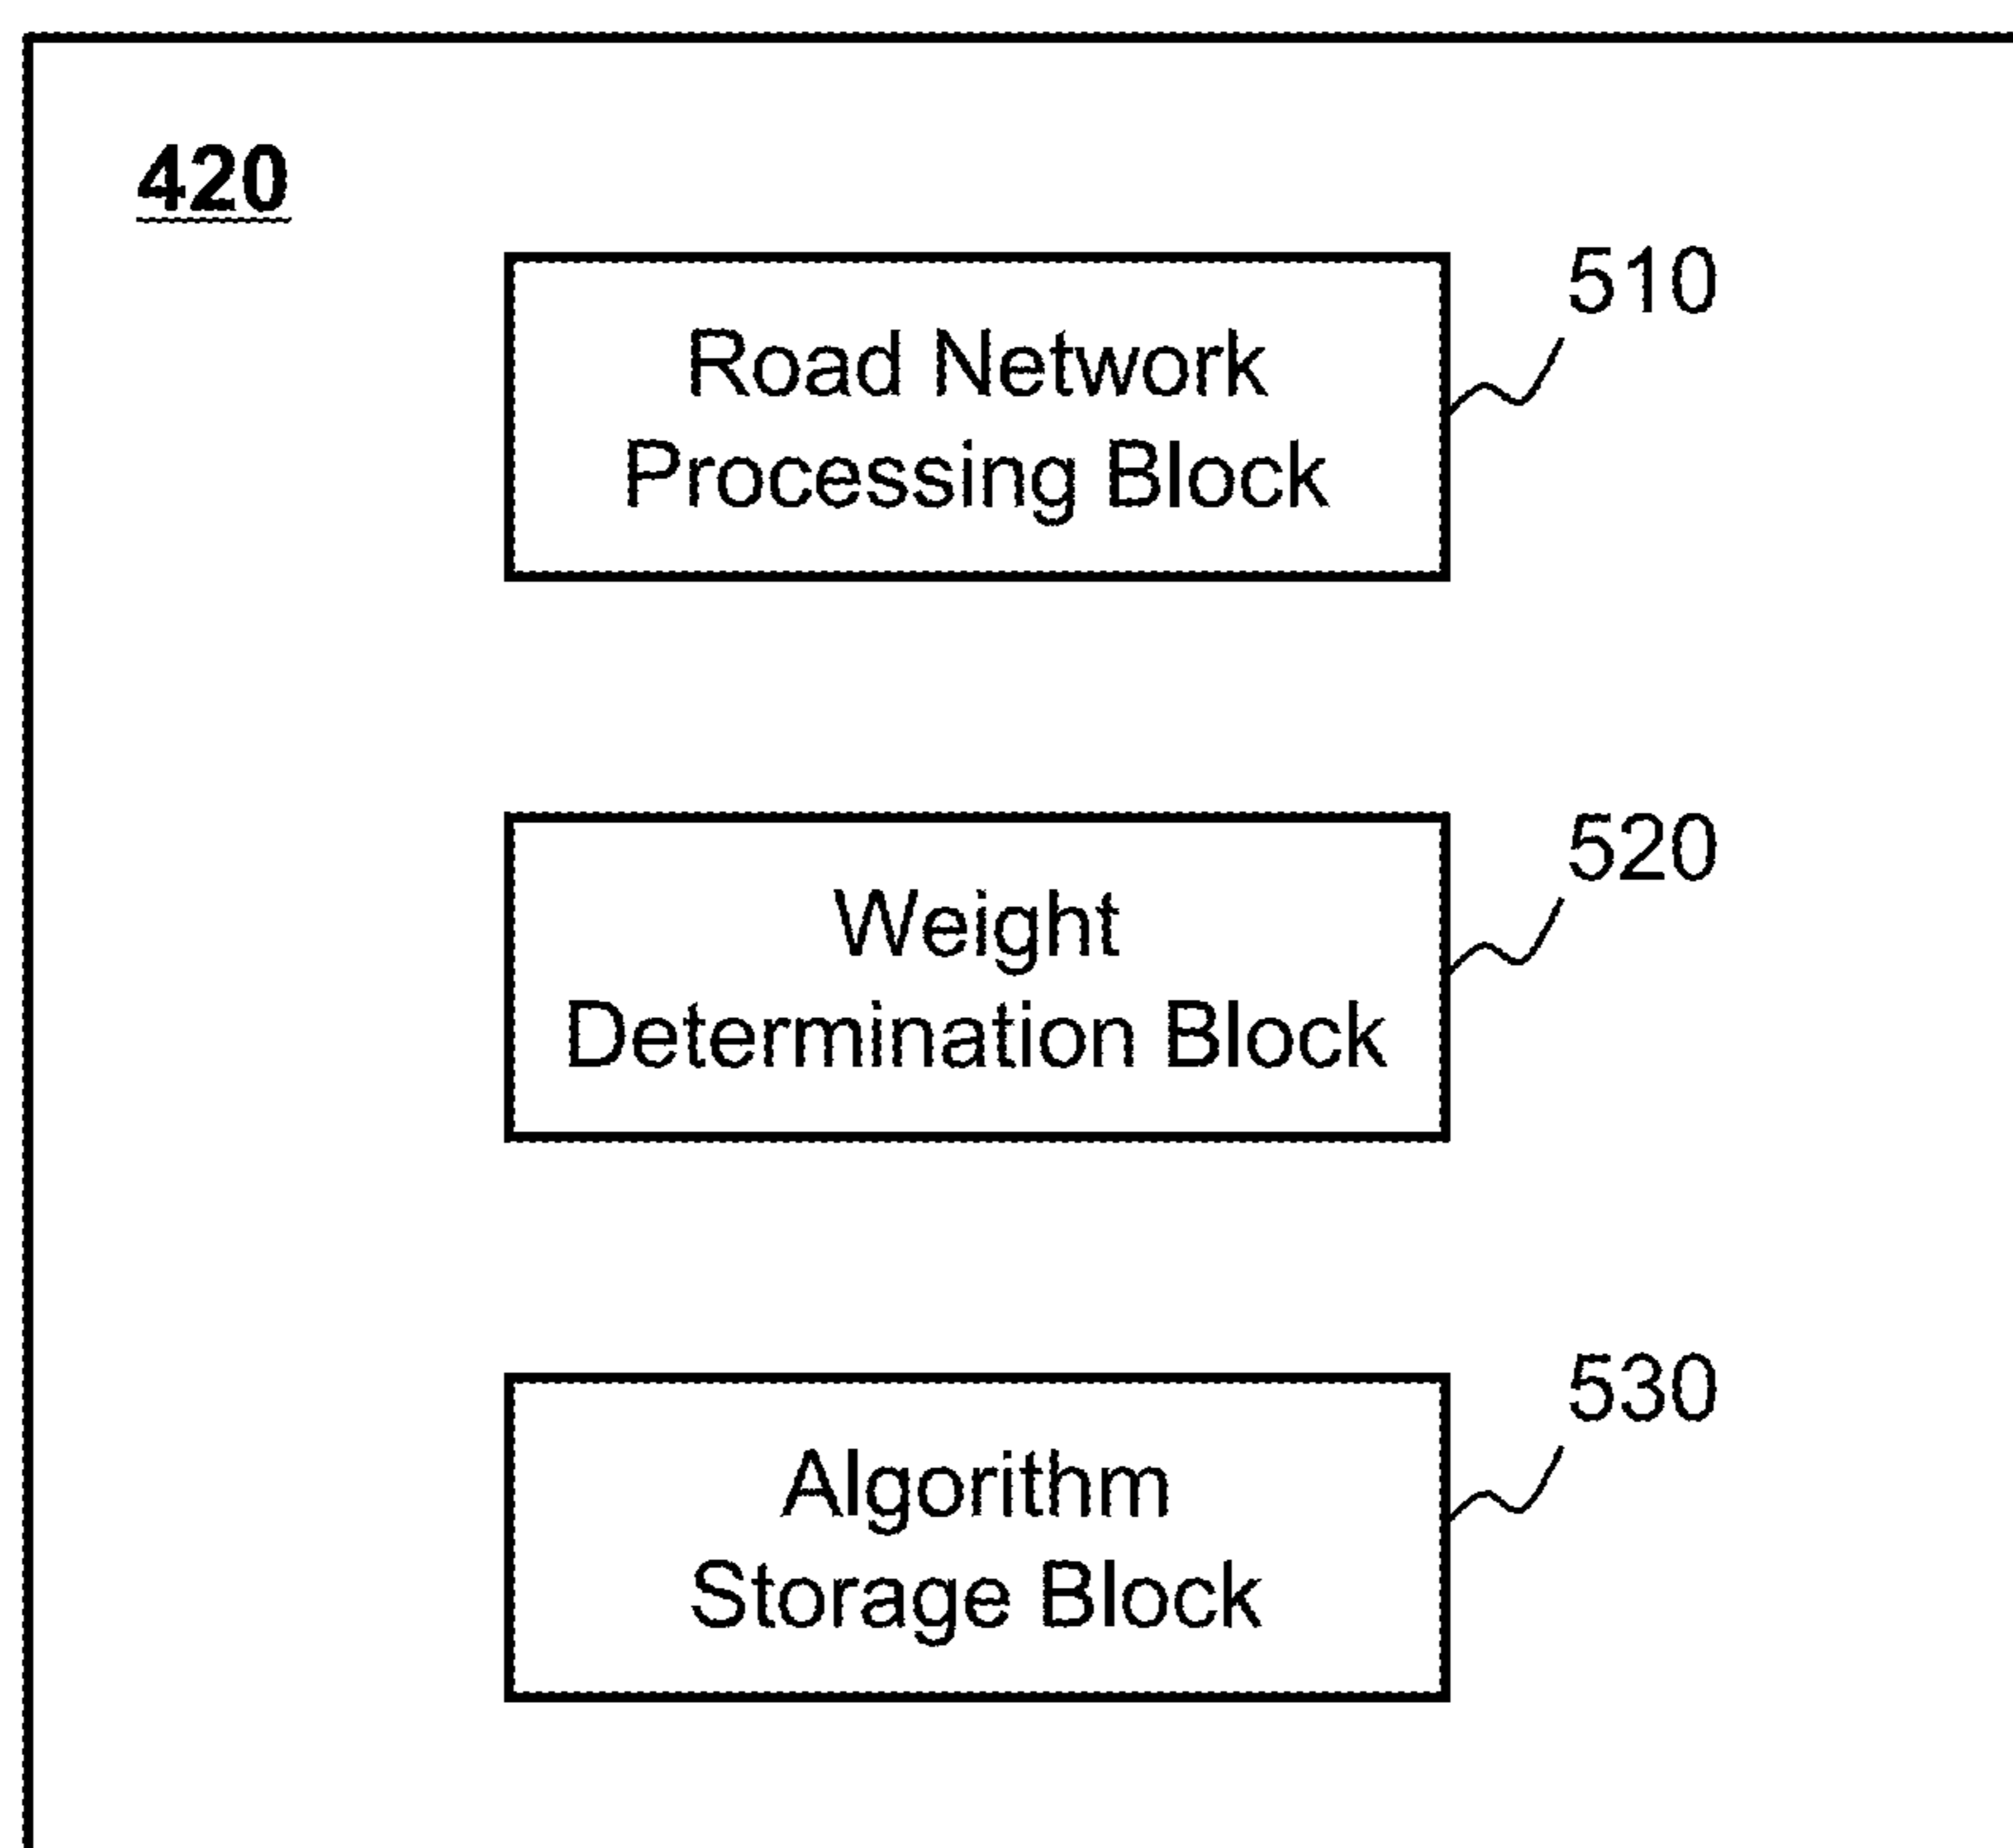 420
510
Road Network
Processing Block
520
Weight
Determination Block
530
Algorithm
Storage Block